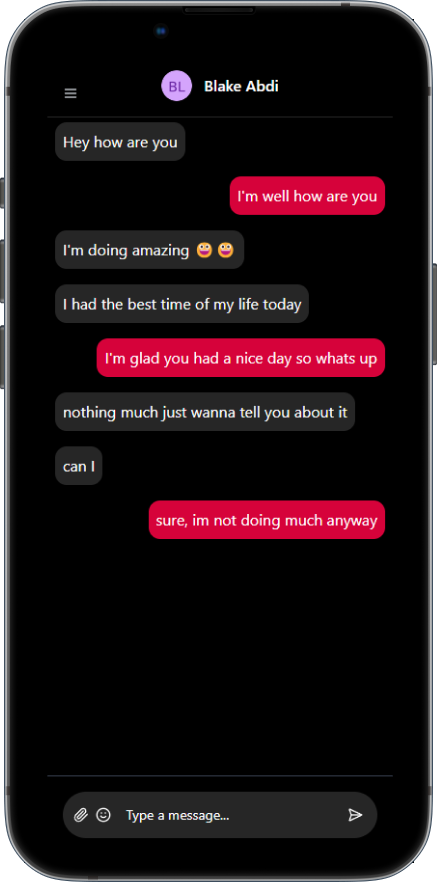 BL Blake Abdi
Hey how are you
I'm well how are you
I'm doing amazing 😀😀
I had the best time of my life today
I'm glad you had a nice day so whats up
nothing much just wanna tell you about it
can I
sure, im not doing much anyway
Type a message...